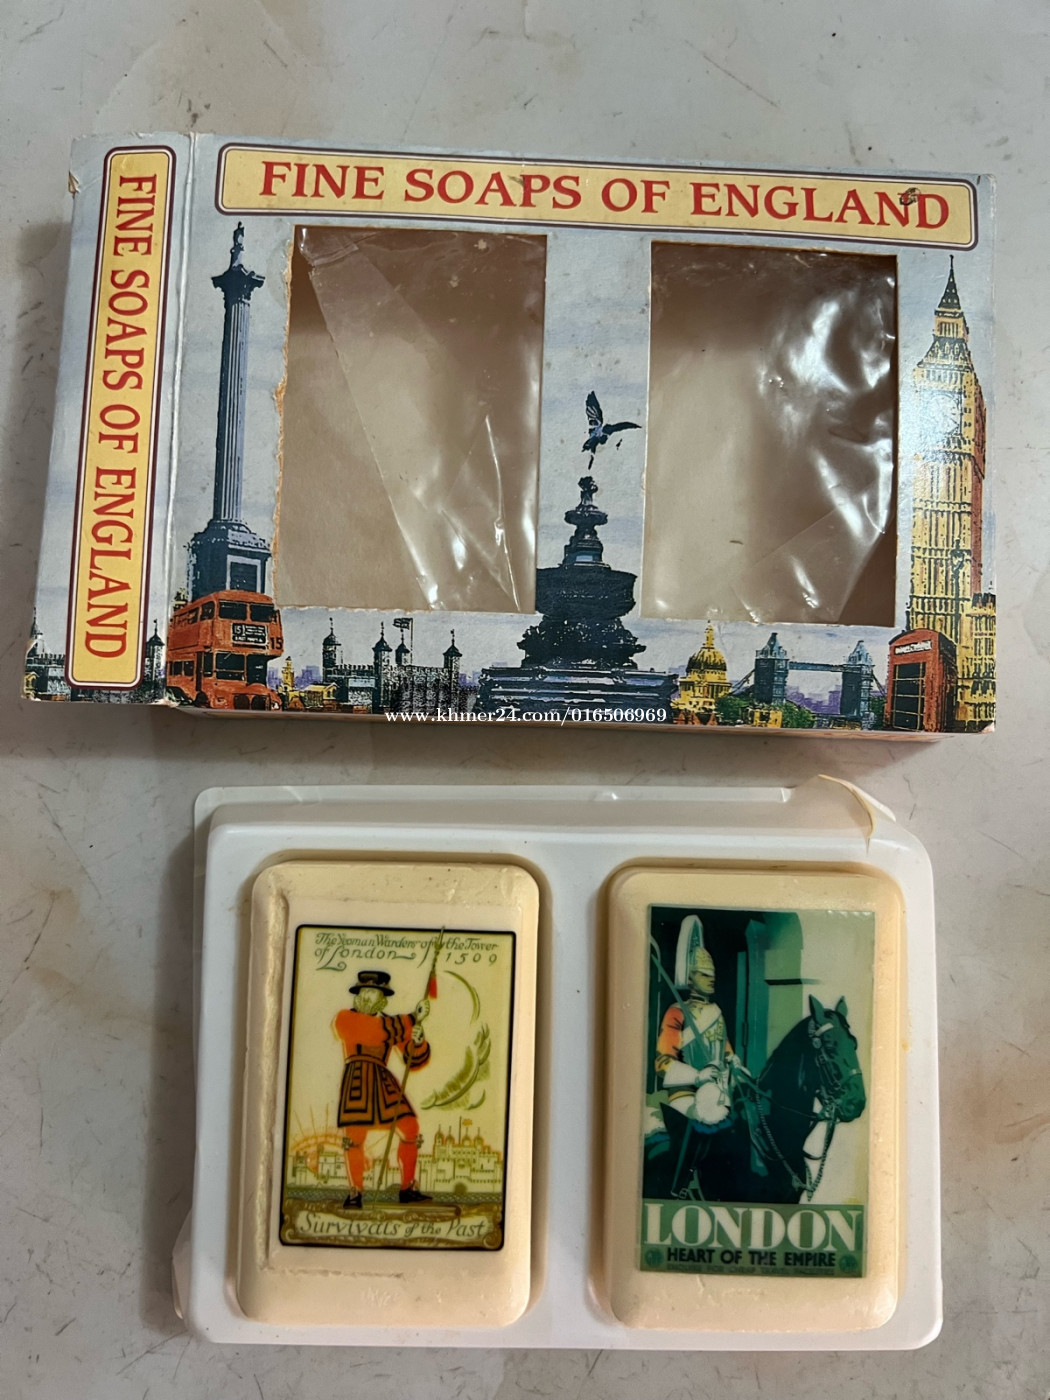 FINE SOAPS OF ENGLAND
FINE SOAPS OF ENGLAND
www.khmer24.com/016506969
The Yeoman Warders of the Tower
of London 1509
Survivals of the Past
LONDON
HEART OF THE EMPIRE